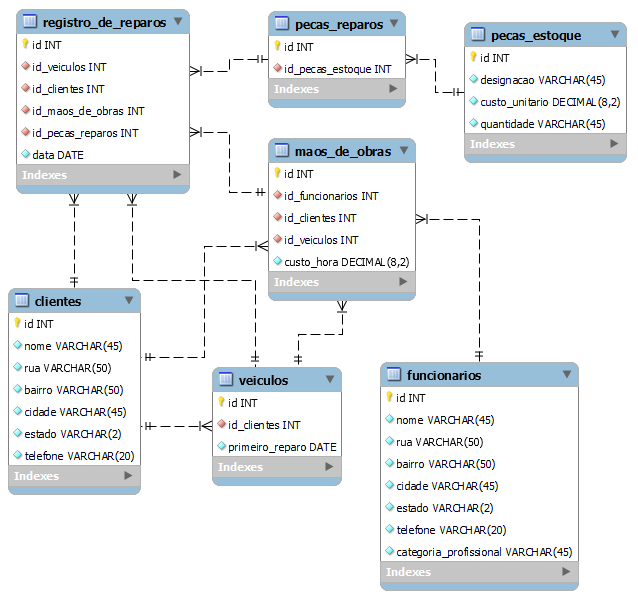 registro_de_reparos
id INT
id_veiculos INT
id_clientes INT
id_maos_de_obras INT
id_pecas_reparos INT
data DATE
Indexes
pecas_reparos
id INT
id_pecas_estoque INT
Indexes
pecas_estoque
id INT
designacao VARCHAR(45)
custo_unitario DECIMAL(8,2)
quantidade VARCHAR(45)
Indexes
maos_de_obras
id INT
id_funcionarios INT
id_clientes INT
id_veiculos INT
custo_hora DECIMAL(8,2)
Indexes
clientes
id INT
nome VARCHAR(45)
rua VARCHAR(50)
bairro VARCHAR(50)
cidade VARCHAR(45)
estado VARCHAR(2)
telefone VARCHAR(20)
Indexes
veiculos
id INT
id_clientes INT
primeiro_reparo DATE
Indexes
funcionarios
id INT
nome VARCHAR(45)
rua VARCHAR(50)
bairro VARCHAR(50)
cidade VARCHAR(45)
estado VARCHAR(2)
telefone VARCHAR(20)
categoria_profissional VARCHAR(45)
Indexes